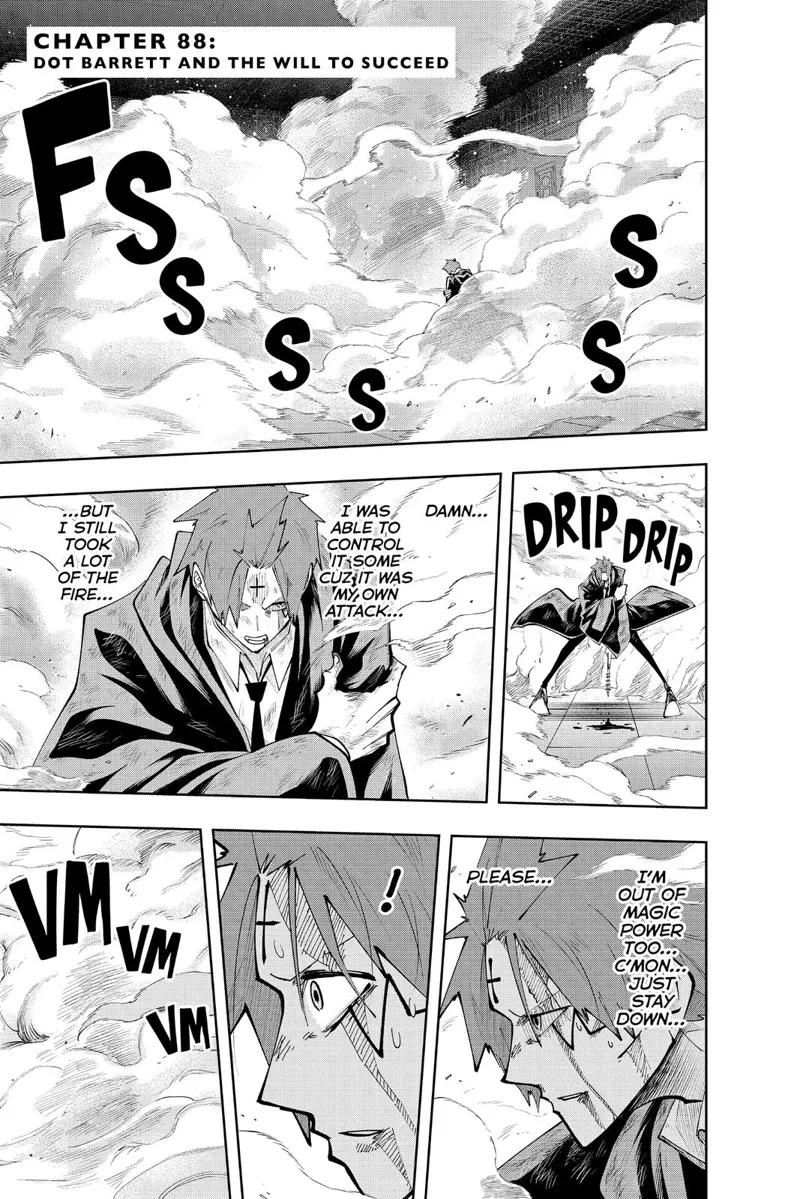 CHAPTER 88:
DOT BARRETT AND THE WILL TO SUCCEED
FSS
S
S
S
S
DRIP DRIP
DAMN...
I WAS
ABLE TO
CONTROL
IT SOME
CUZ IT WAS
MY OWN
ATTACK...
...BUT
I STILL
TOOK
A LOT
OF THE
FIRE...
I'M
OUT OF
MAGIC
POWER
TOO...
C'MON...
JUST
STAY
DOWN...
PLEASE...
!
VM
VM
VM